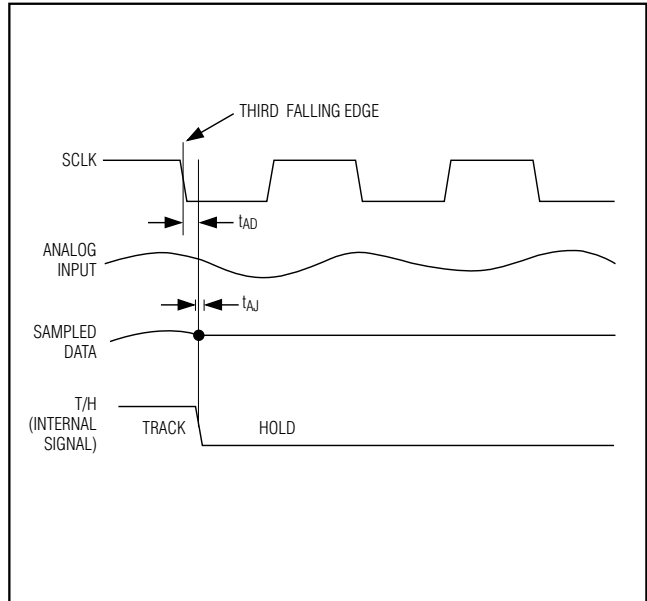 THIRD FALLING EDGE
SCLK
tAD
ANALOG
INPUT
tAJ
SAMPLED
DATA
T/H
(INTERNAL
SIGNAL)
TRACK
HOLD